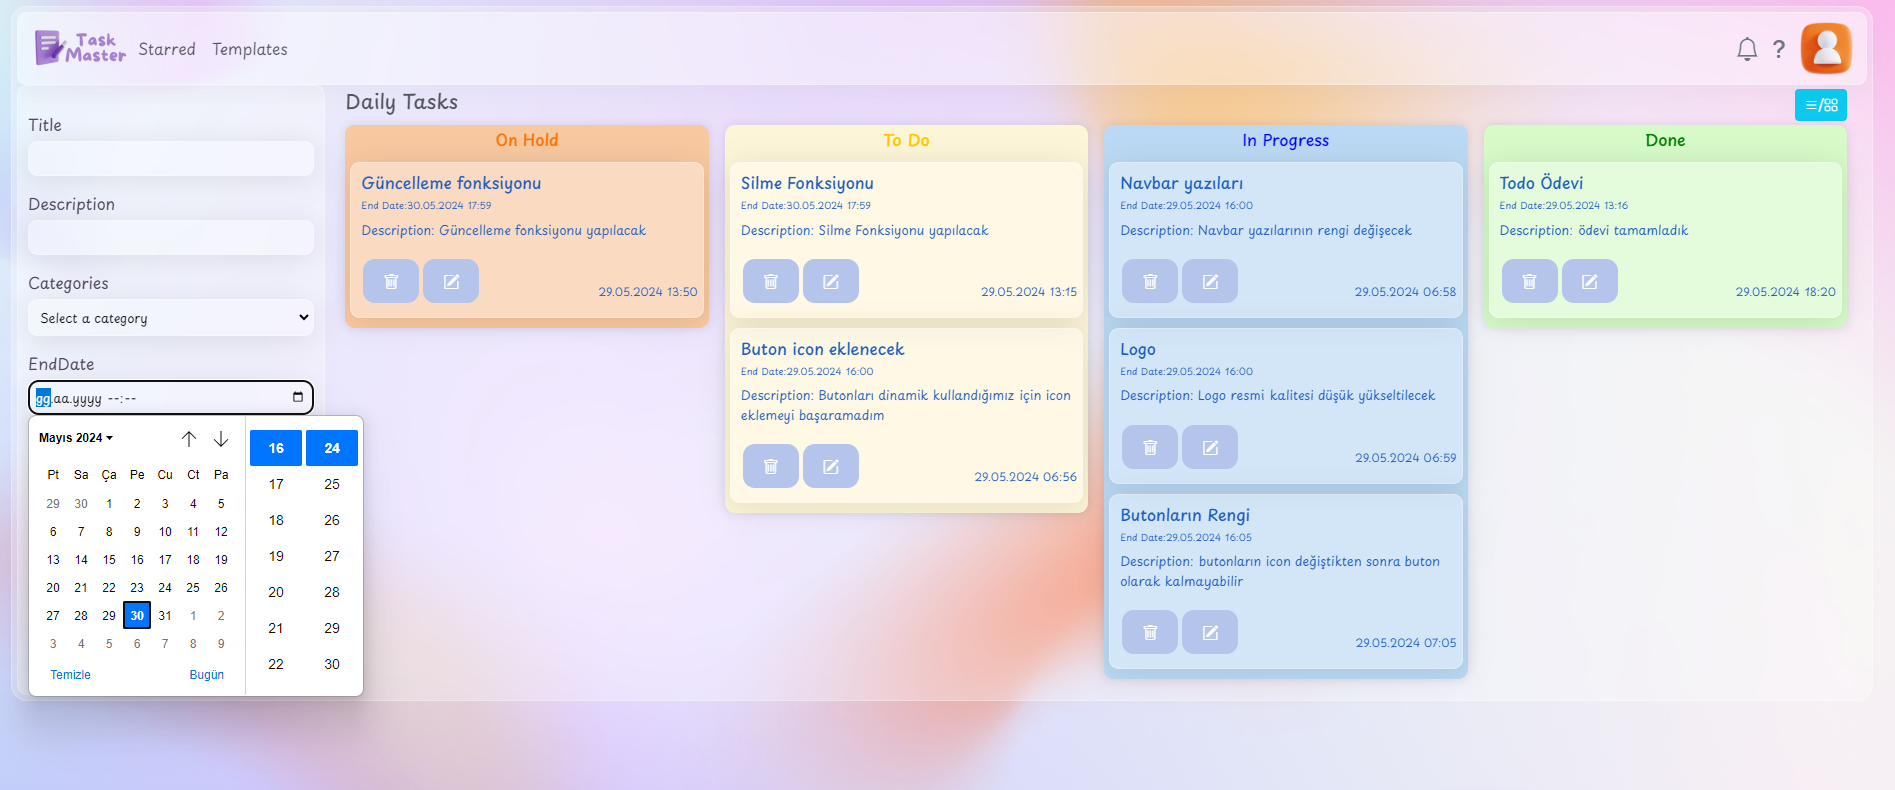 Task
Master
Starred
Templates
?
Title
Description
Categories
Select a category
EndDate
gg.aa.yyyy --:--
Mayıs 2024
Pt Sa Ça Pe Cu Ct Pa
29 30 1 2 3 4 5
6 7 8 9 10 11 12
13 14 15 16 17 18 19
20 21 22 23 24 25 26
27 28 29 30 31 1 2
3 4 5 6 7 8 9
Temizle Bugün
16 24
17 25
18 26
19 27
20 28
21 29
22 30
Daily Tasks
On Hold
Güncelleme fonksiyonu
End Date:30.05.2024 17:59
Description: Güncelleme fonksiyonu yapılacak
29.05.2024 13:50
To Do
Silme Fonksiyonu
End Date:30.05.2024 17:59
Description: Silme Fonksiyonu yapılacak
29.05.2024 13:15
Buton icon eklenecek
End Date:29.05.2024 16:00
Description: Butonları dinamik kullandığımız için icon
eklemeyi başaramadım
29.05.2024 06:56
In Progress
Navbar yazıları
End Date:29.05.2024 16:00
Description: Navbar yazılarının rengi değişecek
29.05.2024 06:58
Logo
End Date:29.05.2024 16:00
Description: Logo resmi kalitesi düşük yükseltilecek
29.05.2024 06:59
Butonların Rengi
End Date:29.05.2024 16:05
Description: butonların icon değiştikten sonra buton
olarak kalmayabilir
29.05.2024 07:05
Done
Todo Ödevi
End Date:29.05.2024 13:16
Description: ödevi tamamladık
29.05.2024 18:20